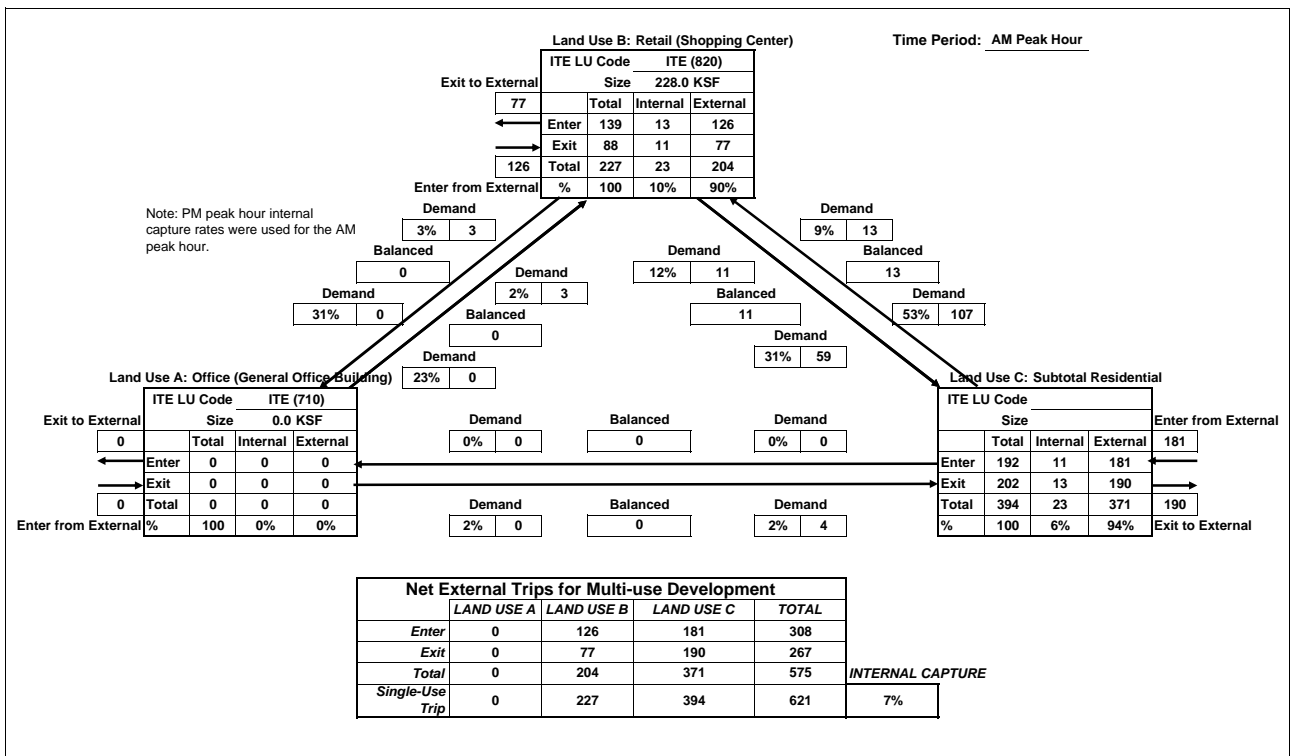 Land Use B: Retail (Shopping Center)
Time Period: AM Peak Hour
ITE LU Code ITE (820)
Exit to External Size 228.0 KSF
77 Total Internal External
Enter 139 13 126
Exit 88 11 77
126 Total 227 23 204
Enter from External % 100 10% 90%
Note: PM peak hour internal
capture rates were used for the AM
peak hour.
Demand
3% 3
Balanced
0
Demand
31% 0
Demand
2% 3
Balanced
0
Demand
23% 0
Demand
12% 11
Balanced
11
Demand
31% 59
Demand
9% 13
Balanced
13
Demand
53% 107
Land Use A: Office (General Office Building)
ITE LU Code ITE (710)
Exit to External Size 0.0 KSF
0 Total Internal External
Enter 0 0 0
Exit 0 0 0
0 Total 0 0 0
Enter from External % 100 0% 0%
Demand Balanced Demand
0% 0 0 0% 0
Demand Balanced Demand
2% 0 0 2% 4
Land Use C: Subtotal Residential
ITE LU Code
Size Enter from External
Total Internal External 181
Enter 192 11 181
Exit 202 13 190
Total 394 23 371 190
% 100 6% 94% Exit to External
Net External Trips for Multi-use Development
LAND USE A LAND USE B LAND USE C TOTAL
Enter 0 126 181 308
Exit 0 77 190 267
Total 0 204 371 575 INTERNAL CAPTURE
Single-Use
Trip 0 227 394 621 7%